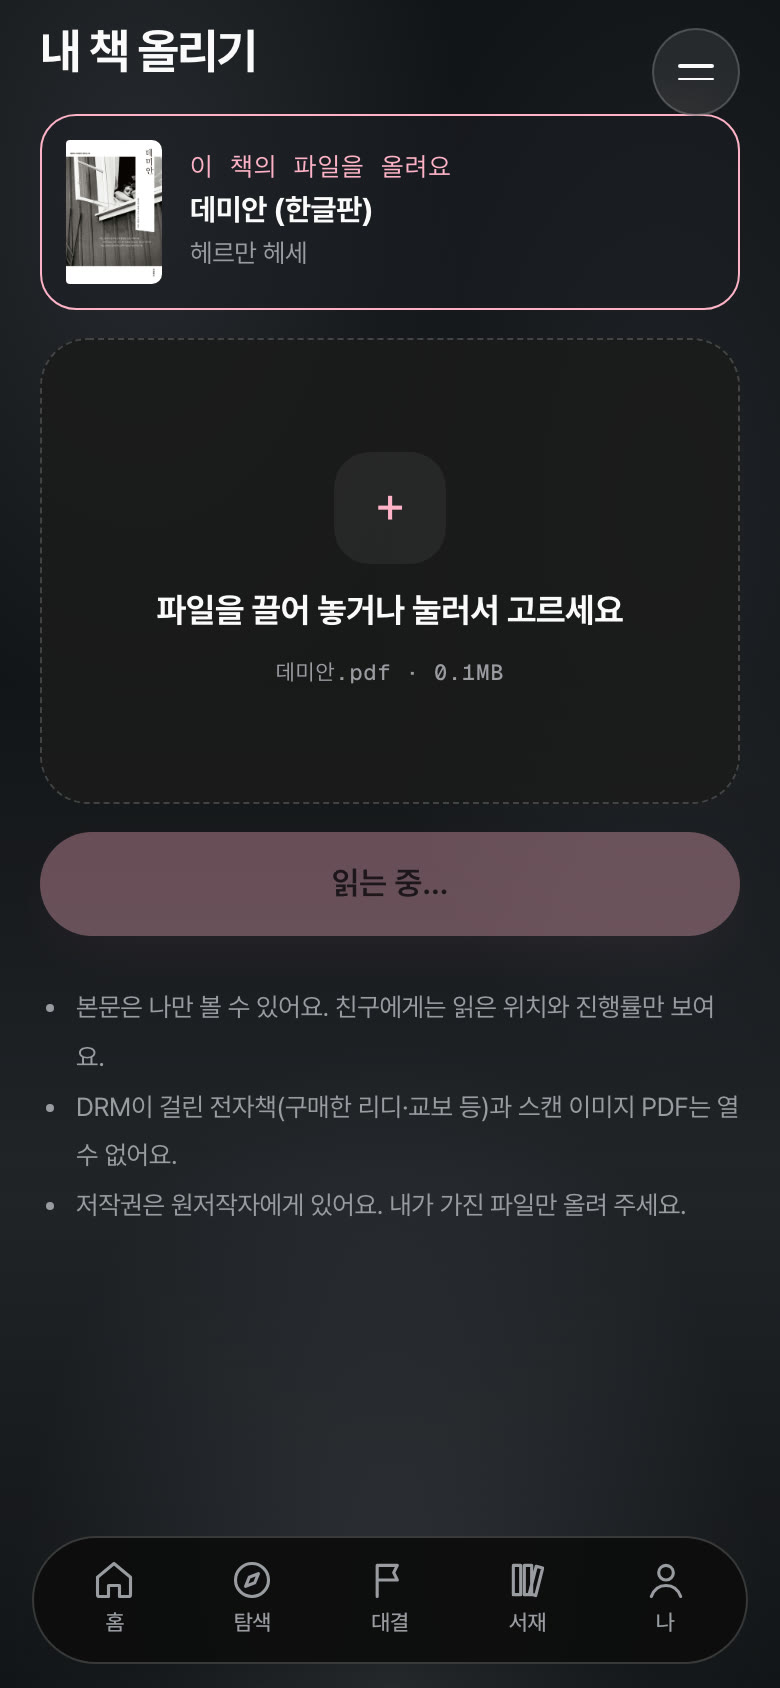 내 책 올리기
데미안
이 책의 파일을 올려요
데미안 (한글판)
헤르만 헤세
+
파일을 끌어 놓거나 눌러서 고르세요
데미안.pdf · 0.1MB
읽는 중...
• 본문은 나만 볼 수 있어요. 친구에게는 읽은 위치와 진행률만 보여
요.
• DRM이 걸린 전자책(구매한 리디·교보 등)과 스캔 이미지 PDF는 열
수 없어요.
• 저작권은 원저작자에게 있어요. 내가 가진 파일만 올려 주세요.
홈
탐색
대결
서재
나